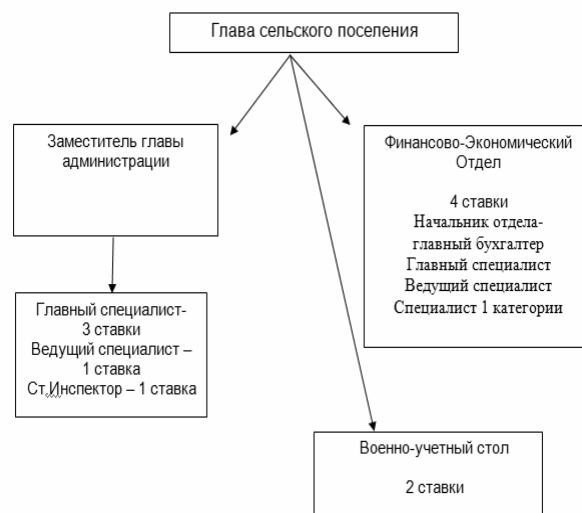 Глава сельского поселения
Заместитель главы
администрации
Финансово-Экономический
Отдел
4 ставки
Начальник отдела-
главный бухгалтер
Главный специалист
Ведущий специалист
Специалист 1 категории
Главный специалист-
3 ставки
Ведущий специалист –
1 ставка
Ст.Инспектор – 1 ставка
Военно-учетный стол
2 ставки